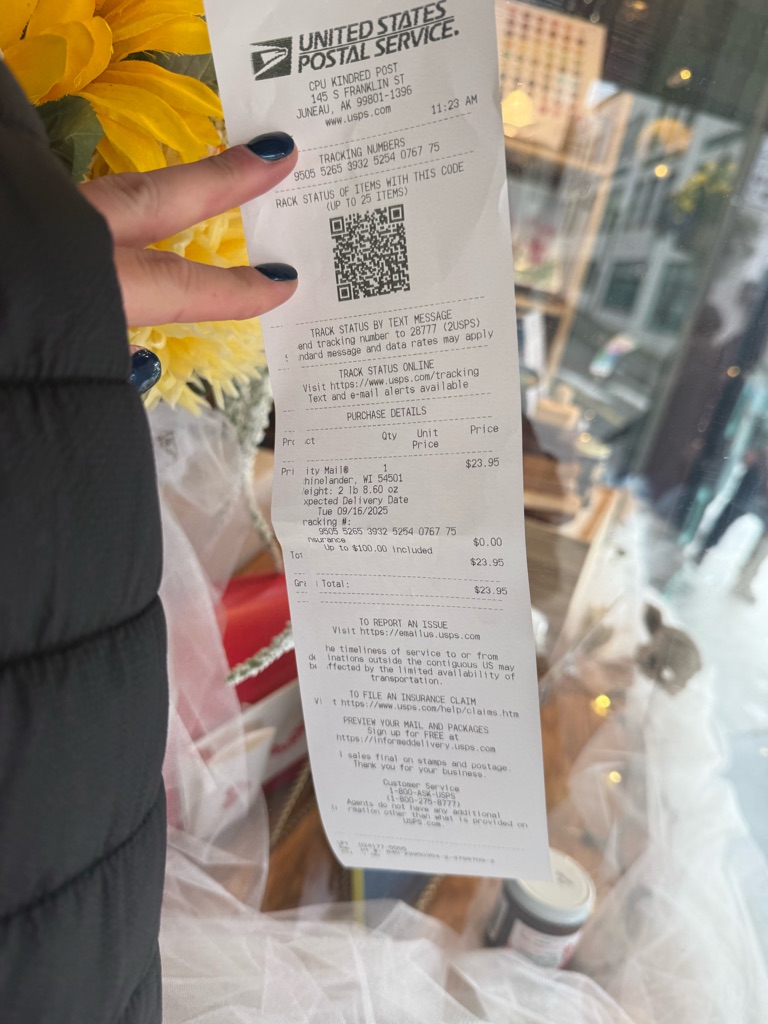 UNITED STATES
POSTAL SERVICE.
CPU KINDRED POST
145 S FRANKLIN ST
JUNEAU, AK 99801-1396
www.usps.com
11:23 AM
TRACKING NUMBERS
9505 5265 3932 5254 0767 75
RACK STATUS OF ITEMS WITH THIS CODE
(UP TO 25 ITEMS)
TRACK STATUS BY TEXT MESSAGE
end tracking number to 28777 (2USPS)
ndard message and data rates may apply
TRACK STATUS ONLINE
Visit https://www.usps.com/tracking
Text and e-mail alerts available
PURCHASE DETAILS
Pro ct Qty Unit Price Price
Pri ity Mail® 1 $23.95
hinelander, WI 54501
eight: 2 lb 8.60 oz
xpected Delivery Date
Tue 09/16/2025
racking #:
9505 5265 3932 5254 0767 75
nsurance $0.00
Up to $100.00 included
Tot $23.95
Gra Total: $23.95
TO REPORT AN ISSUE
Visit https://emailus.usps.com
he timeliness of service to or from
inations outside the contiguous US may
ffected by the limited availability of
transportation.
TO FILE AN INSURANCE CLAIM
Vi t https://www.usps.com/help/claims.htm
PREVIEW YOUR MAIL AND PACKAGES
Sign up for FREE at
https://informeddelivery.usps.com
l sales final on stamps and postage.
Thank you for your business.
Customer Service
1-800-ASK-USPS
(1-800-275-8777)
Agents do not have any additional
rmation other than what is provided on
USPS.com.